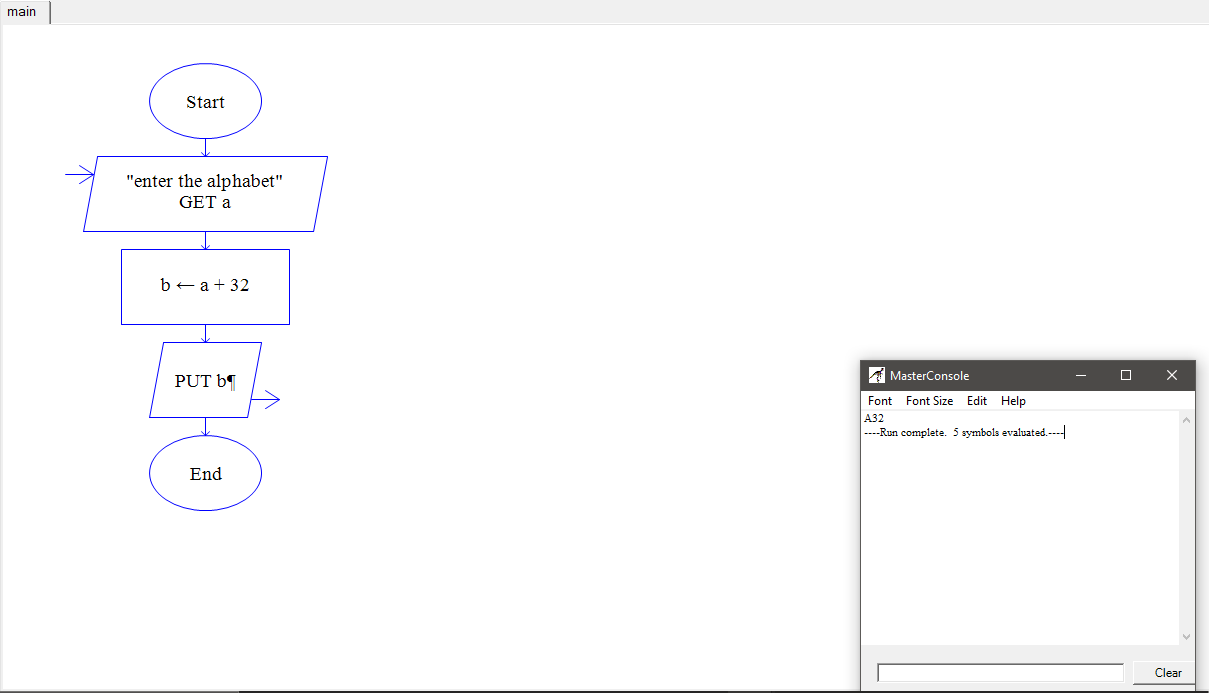 main
Start
"enter the alphabet"
GET a
b ← a + 32
PUT b¶
End
MasterConsole
Font Font Size Edit Help
A32
----Run complete.  5 symbols evaluated.----
Clear